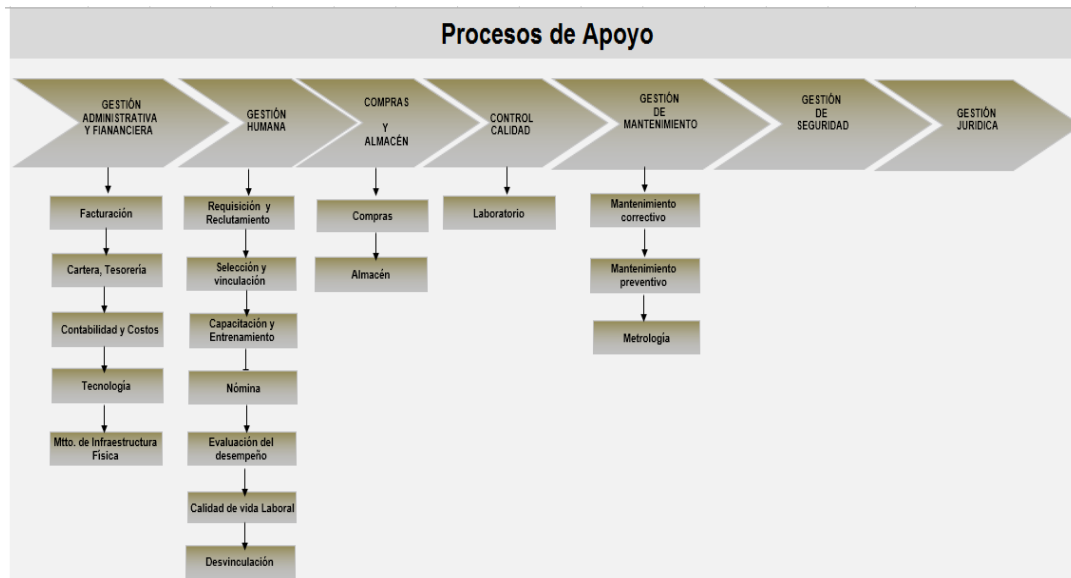 Procesos de Apoyo
GESTIÓN
ADMINISTRATIVA
Y FIANANCIERA
GESTIÓN
HUMANA
COMPRAS
Y
ALMACÉN
CONTROL
CALIDAD
GESTIÓN
DE
MANTENIMIENTO
GESTIÓN
DE
SEGURIDAD
GESTIÓN
JURIDICA
Facturación
Cartera, Tesorería
Contabilidad y Costos
Tecnología
Mtto. de Infraestructura
Física
Requisición y
Reclutamiento
Selección y
vinculación
Capacitación y
Entrenamiento
Nómina
Evaluación del
desempeño
Calidad de vida Laboral
Desvinculación
Compras
Almacén
Laboratorio
Mantenimiento
correctivo
Mantenimiento
preventivo
Metrología